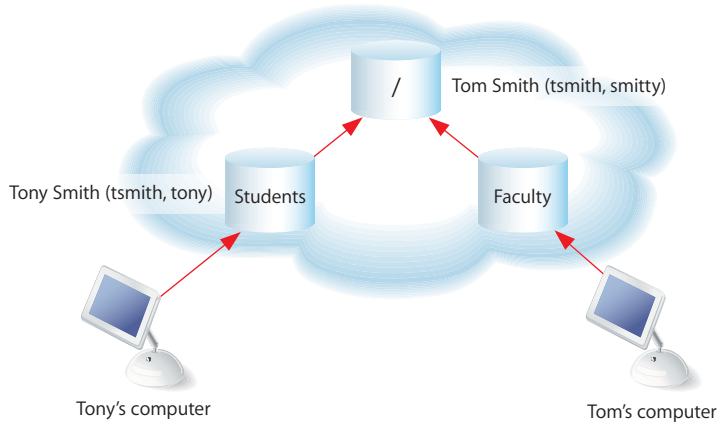 /
Tom Smith (tsmith, smitty)
Tony Smith (tsmith, tony)
Students
Faculty
Tony’s computer
Tom’s computer